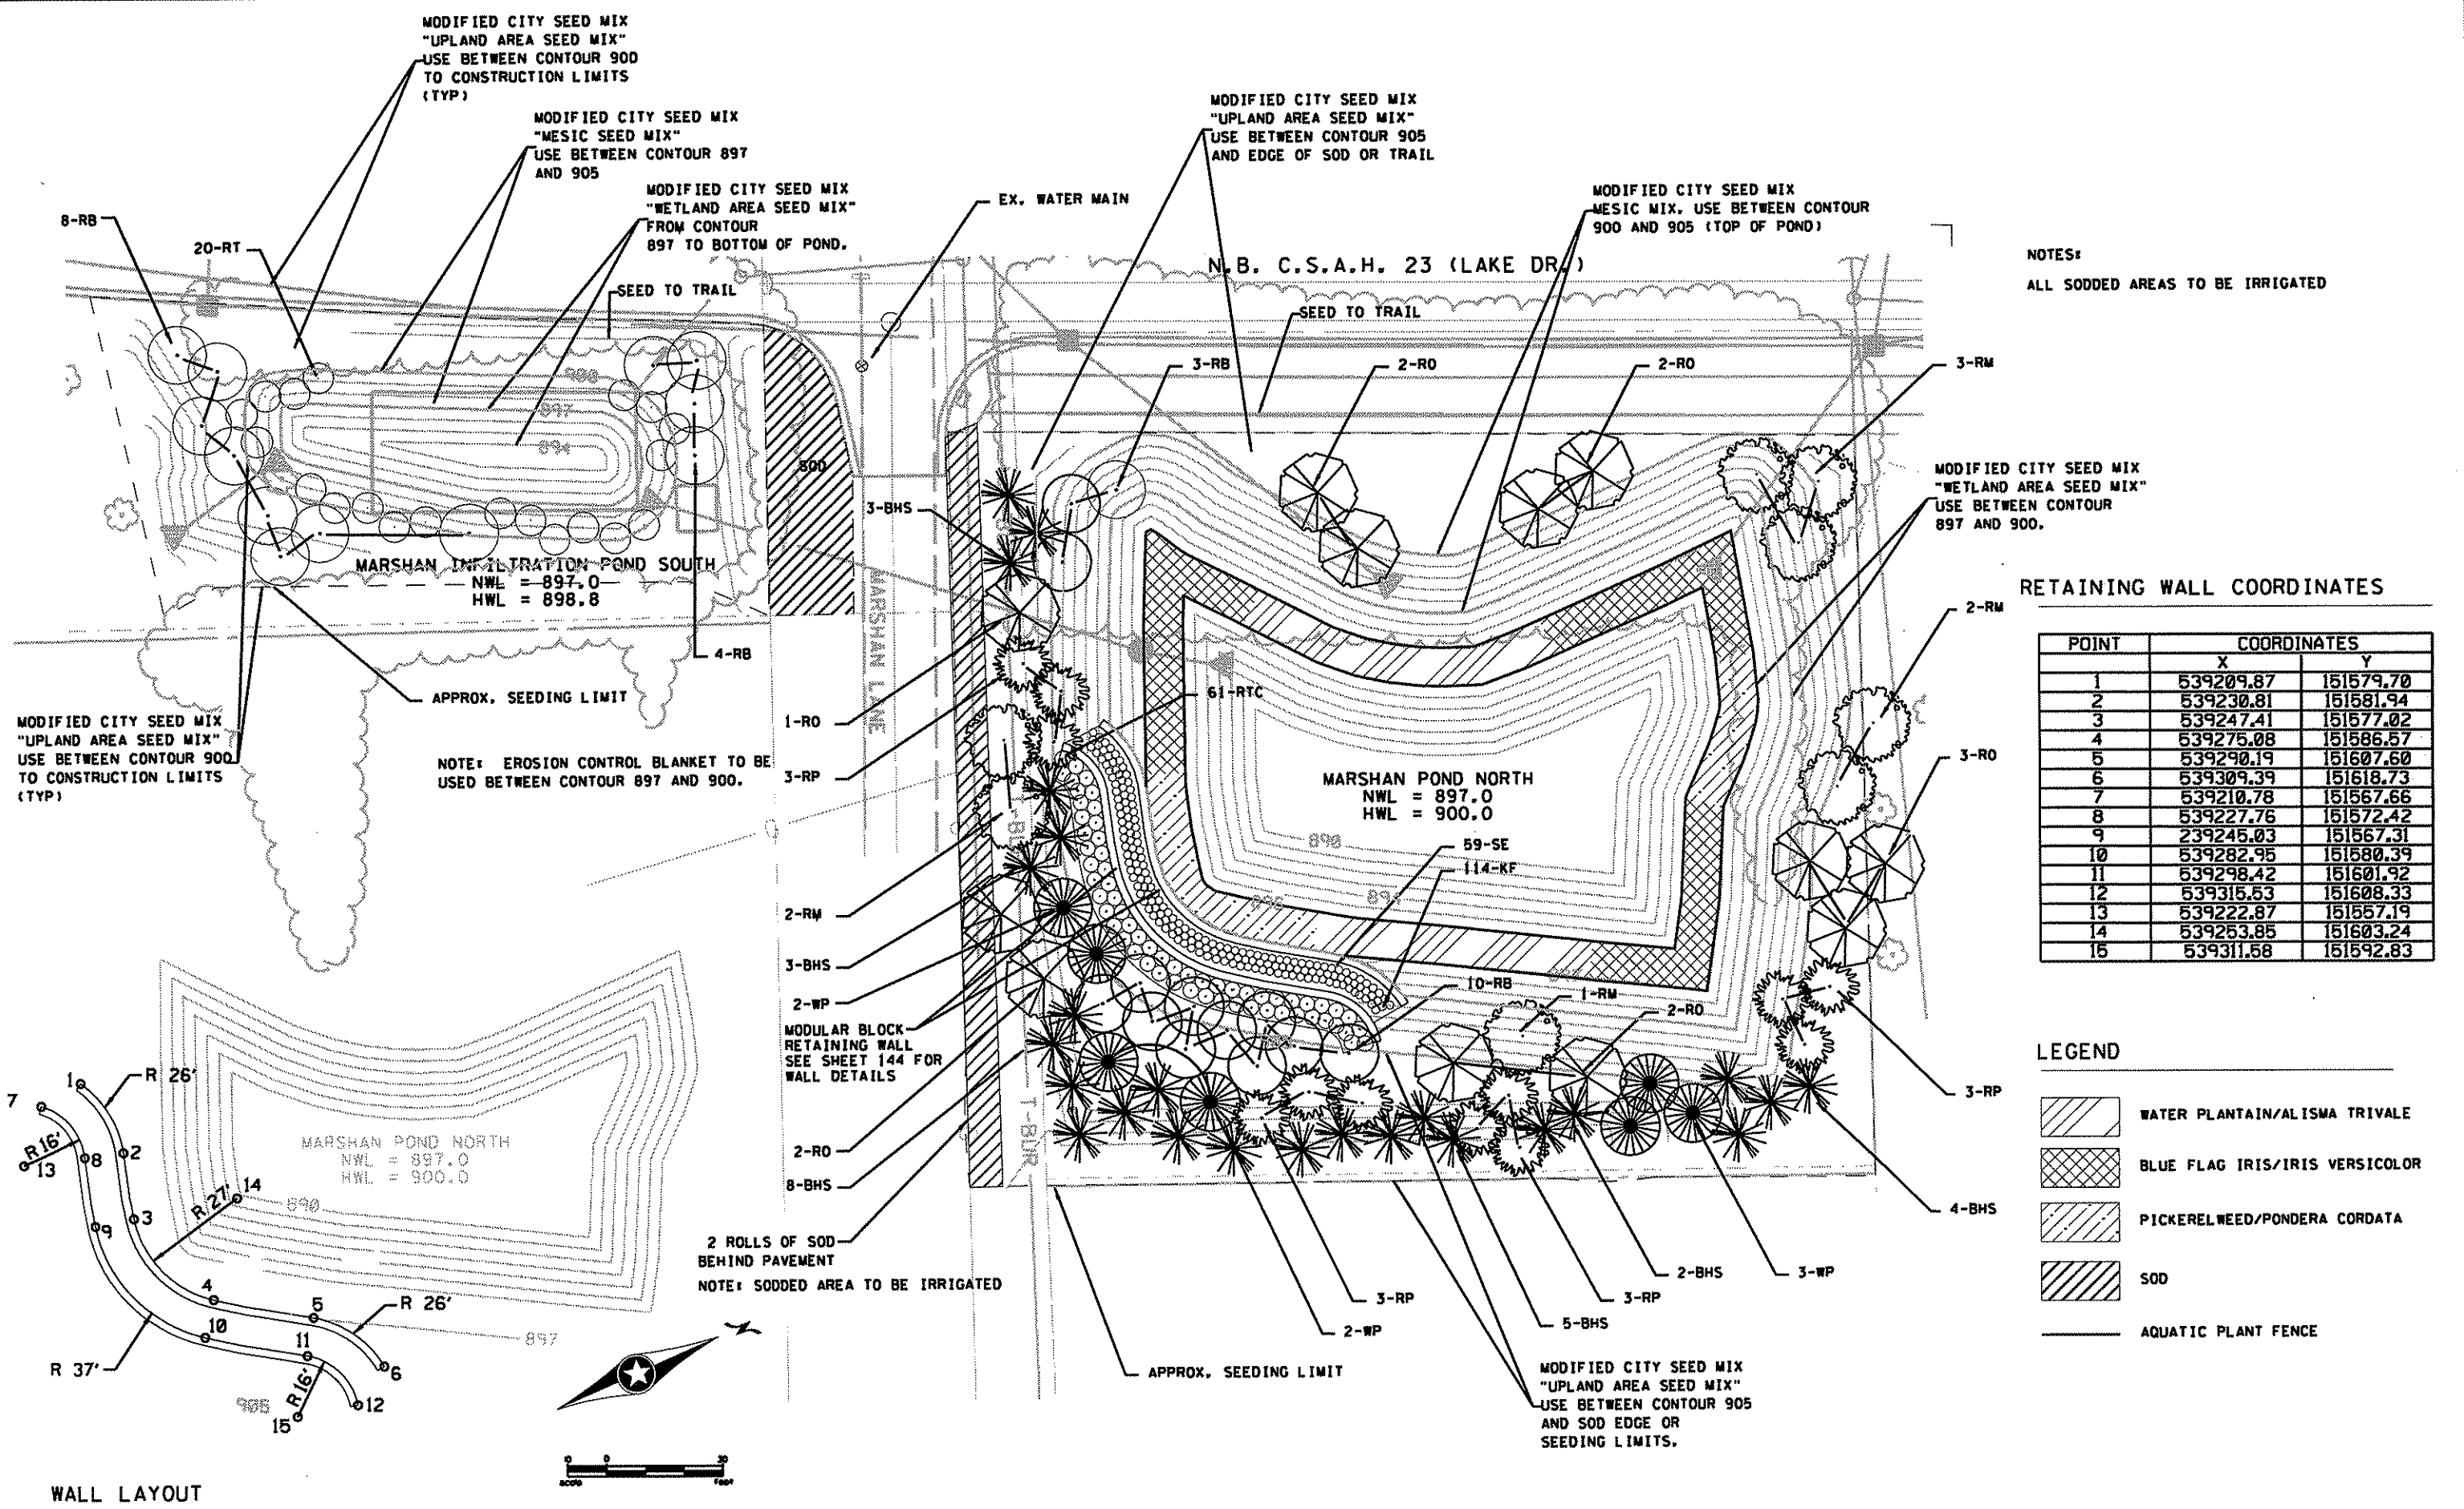 MODIFIED CITY SEED MIX
"UPLAND AREA SEED MIX"
USE BETWEEN CONTOUR 900
TO CONSTRUCTION LIMITS
(TYP)
MODIFIED CITY SEED MIX
"MESIC SEED MIX"
USE BETWEEN CONTOUR 897
AND 905
MODIFIED CITY SEED MIX
"WETLAND AREA SEED MIX"
FROM CONTOUR
897 TO BOTTOM OF POND.
8-RB
20-RT
SEED TO TRAIL
EX. WATER MAIN
MODIFIED CITY SEED MIX
"UPLAND AREA SEED MIX"
USE BETWEEN CONTOUR 905
AND EDGE OF SOD OR TRAIL
MODIFIED CITY SEED MIX
MESIC MIX. USE BETWEEN CONTOUR
900 AND 905 (TOP OF POND)
N.B. C.S.A.H. 23 (LAKE DR.)
SEED TO TRAIL
NOTES:
ALL SODDED AREAS TO BE IRRIGATED
3-RB
2-RO
2-RO
3-RM
900
897
894
SOD
3-BHS
MODIFIED CITY SEED MIX
"WETLAND AREA SEED MIX"
USE BETWEEN CONTOUR
897 AND 900.
MARSHAN INFILTRATION POND SOUTH
NWL = 897.0
HWL = 898.8
MARSHAN LANE
4-RB
APPROX. SEEDING LIMIT
MODIFIED CITY SEED MIX
"UPLAND AREA SEED MIX"
USE BETWEEN CONTOUR 900
TO CONSTRUCTION LIMITS
(TYP)
NOTE: EROSION CONTROL BLANKET TO BE
USED BETWEEN CONTOUR 897 AND 900.
1-RO
3-RP
61-RTC
MARSHAN POND NORTH
NWL = 897.0
HWL = 900.0
890
59-SE
114-KF
2-RM
3-RO
2-RM
3-BHS
2-WP
MODULAR BLOCK
RETAINING WALL
SEE SHEET 144 FOR
WALL DETAILS
10-RB
1-RM
2-RO
3-RP
2-RO
8-BHS
T-BUR
4-BHS
2 ROLLS OF SOD
BEHIND PAVEMENT
NOTE: SODDED AREA TO BE IRRIGATED
3-RP
2-WP
5-BHS
3-RP
2-BHS
3-WP
APPROX. SEEDING LIMIT
MODIFIED CITY SEED MIX
"UPLAND AREA SEED MIX"
USE BETWEEN CONTOUR 905
AND SOD EDGE OR
SEEDING LIMITS.
RETAINING WALL COORDINATES
POINT COORDINATES
X Y
1 539209.87 151579.70
2 539230.81 151581.94
3 539247.41 151577.02
4 539275.08 151586.57
5 539290.19 151607.60
6 539309.39 151618.73
7 539210.78 151567.66
8 539227.76 151572.42
9 239245.03 151567.31
10 539282.95 151580.39
11 539298.42 151601.92
12 539315.53 151608.33
13 539222.87 151557.19
14 539253.85 151603.24
15 539311.58 151592.83
LEGEND
WATER PLANTAIN/ALISMA TRIVALE
BLUE FLAG IRIS/IRIS VERSICOLOR
PICKERELWEED/PONDERA CORDATA
SOD
AQUATIC PLANT FENCE
1
R 26'
7
R 16'
13
8
2
MARSHAN POND NORTH
NWL = 897.0
HWL = 900.0
14
R 27'
890
9
3
4
5
R 26'
10
11
897
R 37'
R 16'
6
905
15
12
WALL LAYOUT
10 0 30
scale feet